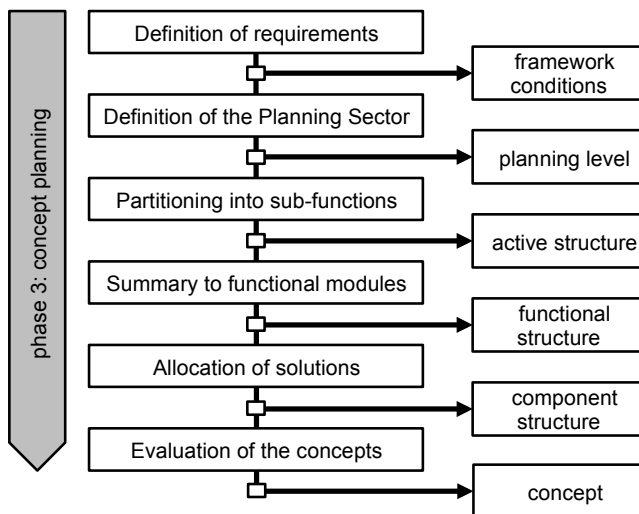 phase 3: concept planning
Definition of requirements
framework
conditions
Definition of the Planning Sector
planning level
Partitioning into sub-functions
active structure
Summary to functional modules
functional
structure
Allocation of solutions
component
structure
Evaluation of the concepts
concept